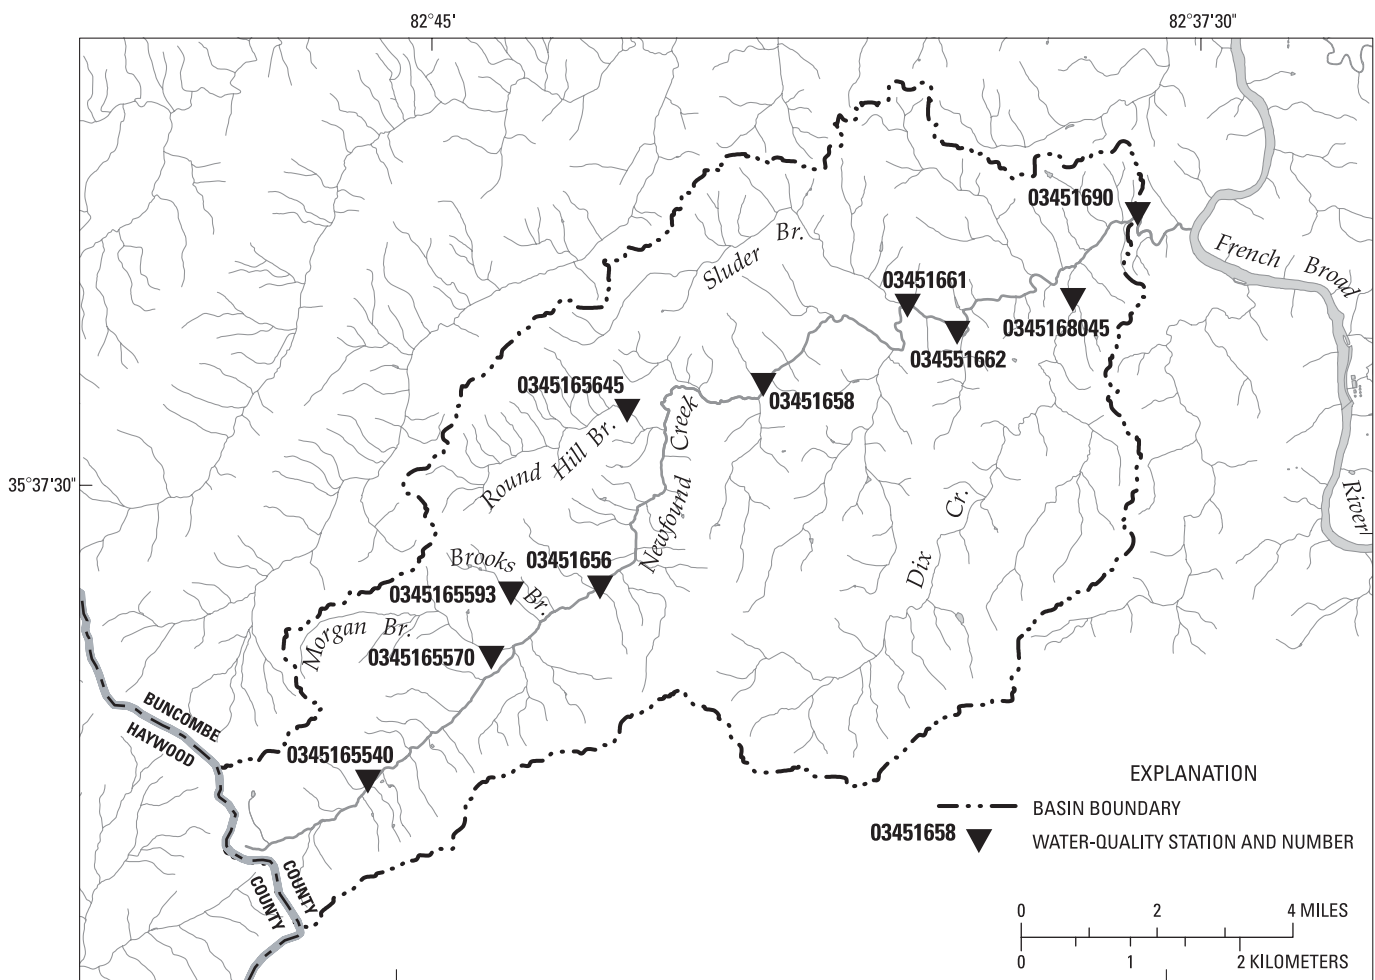 82°45'
82°37'30"
03451690
Sluder Br.
French Broad
River
03451661
0345168045
034551662
0345165645
03451658
Round Hill Br.
Newfound Creek
35°37'30"
Dix Cr.
Brooks Br.
03451656
0345165593
Morgan Br.
0345165570
BUNCOMBE COUNTY
HAYWOOD COUNTY
0345165540
EXPLANATION
BASIN BOUNDARY
03451658 WATER-QUALITY STATION AND NUMBER
0 2 4 MILES
0 1 2 KILOMETERS